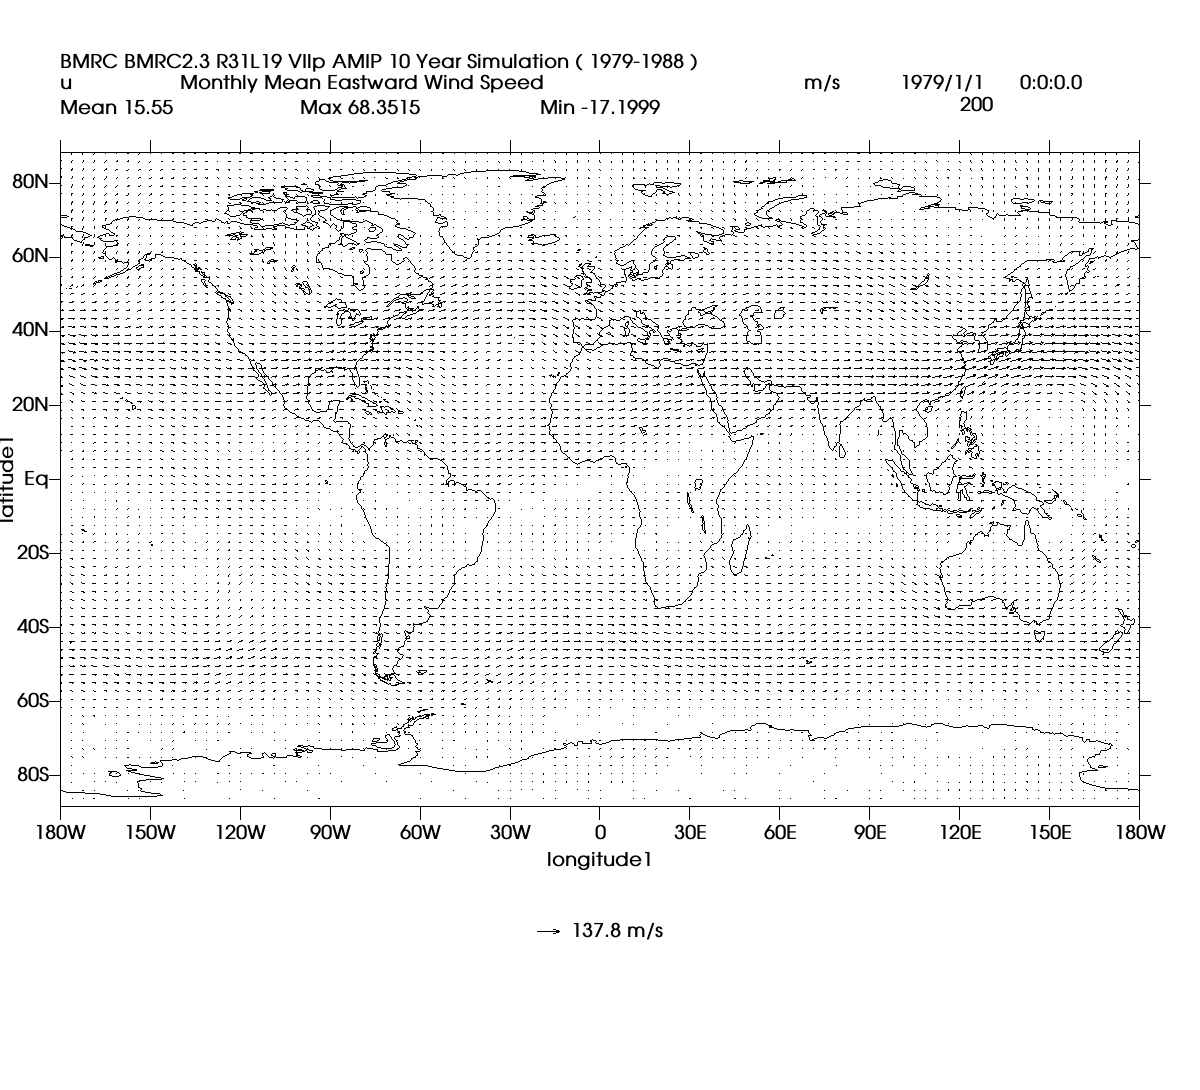 BMRC BMRC2.3 R31L19 VIIp AMIP 10 Year Simulation ( 1979-1988 )
u Monthly Mean Eastward Wind Speed m/s 1979/1/1 0:0:0.0
Mean 15.55 Max 68.3515 Min -17.1999 200
80N
60N
40N
20N
Eq
20S
40S
60S
80S
latitude1
180W 150W 120W 90W 60W 30W 0 30E 60E 90E 120E 150E 180W
longitude1
137.8 m/s